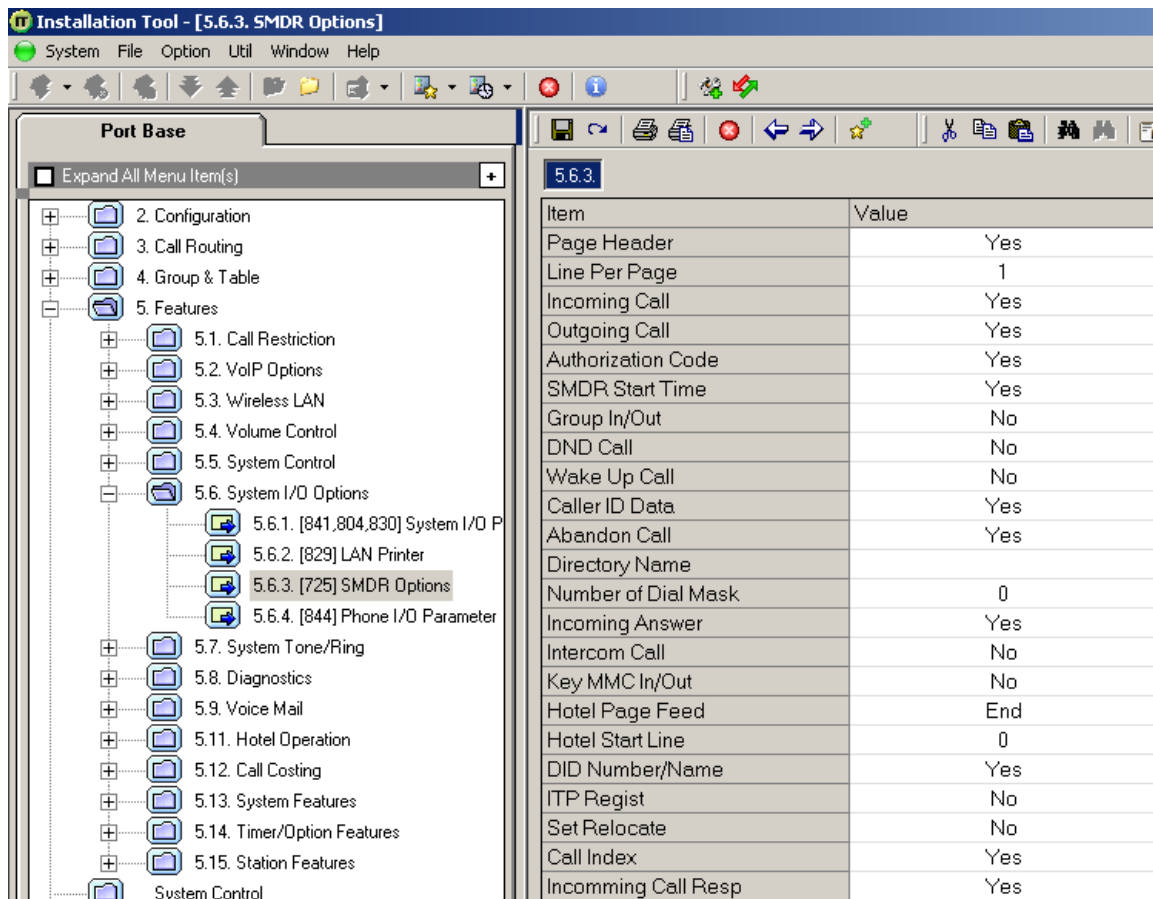 Installation Tool - [5.6.3. SMDR Options]
System File Option Util Window Help
Port Base
Expand All Menu Item(s)
2. Configuration
3. Call Routing
4. Group & Table
5. Features
5.1. Call Restriction
5.2. VoIP Options
5.3. Wireless LAN
5.4. Volume Control
5.5. System Control
5.6. System I/O Options
5.6.1. [841,804,830] System I/O P
5.6.2. [829] LAN Printer
5.6.3. [725] SMDR Options
5.6.4. [844] Phone I/O Parameter
5.7. System Tone/Ring
5.8. Diagnostics
5.9. Voice Mail
5.11. Hotel Operation
5.12. Call Costing
5.13. System Features
5.14. Timer/Option Features
5.15. Station Features
System Control
5.6.3.
Item Value
Page Header Yes
Line Per Page 1
Incoming Call Yes
Outgoing Call Yes
Authorization Code Yes
SMDR Start Time Yes
Group In/Out No
DND Call No
Wake Up Call No
Caller ID Data Yes
Abandon Call Yes
Directory Name
Number of Dial Mask 0
Incoming Answer Yes
Intercom Call No
Key MMC In/Out No
Hotel Page Feed End
Hotel Start Line 0
DID Number/Name Yes
ITP Regist No
Set Relocate No
Call Index Yes
Incomming Call Resp Yes